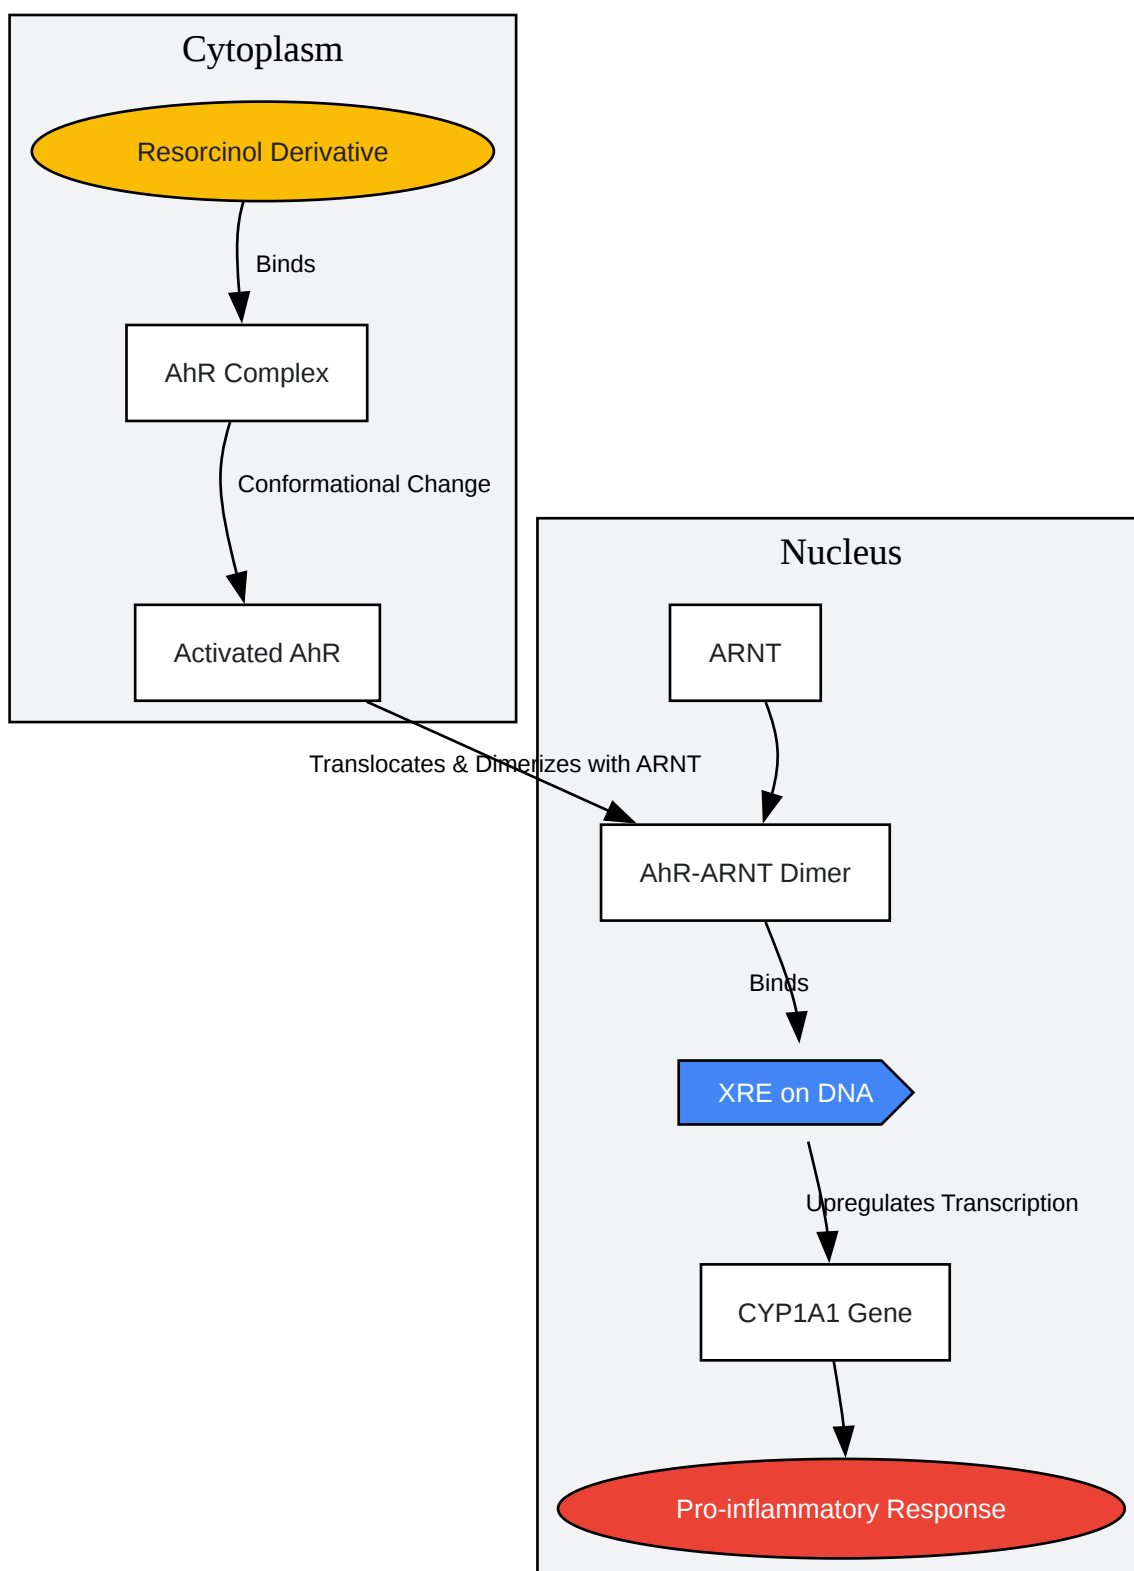 Cytoplasm
Resorcinol Derivative
Binds
AhR Complex
Conformational Change
Activated AhR
Nucleus
ARNT
Translocates & Dimerizes with ARNT
AhR-ARNT Dimer
Binds
XRE on DNA
Upregulates Transcription
CYP1A1 Gene
Pro-inflammatory Response